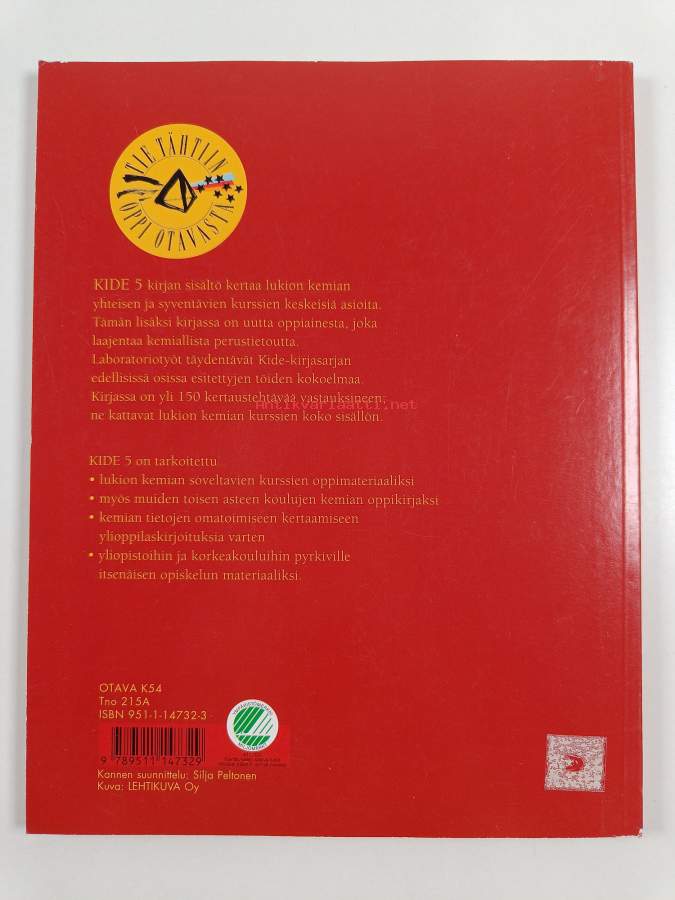 TIE TÄHTIIN
OPPI OTAVASTA
KIDE 5 kirjan sisältö kertaa lukion kemian
yhteisen ja syventävien kurssien keskeisiä asioita.
Tämän lisäksi kirjassa on uutta oppiainesta, joka
laajentaa kemiallista perustietoutta.
Laboratoriotyöt täydentävät Kide-kirjasarjan
edellisissä osissa esitettyjen töiden kokoelmaa.
Kirjassa on yli 150 kertaustehtävää vastauksineen,
antikvariaatti.net
ne kattavat lukion kemian kurssien koko sisällön.
KIDE 5 on tarkoitettu
• lukion kemian soveltavien kurssien oppimateriaaliksi
• myös muiden toisen asteen koulujen kemian oppikirjaksi
• kemian tietojen omatoimiseen kertaamiseen
ylioppilaskirjoituksia varten
• yliopistoihin ja korkeakouluihin pyrkiville
itsenäisen opiskelun materiaaliksi.
OTAVA K54
Tno 215A
ISBN 951-1-14732-3
9 789511 147329
Kannen suunnittelu: Silja Peltonen
Kuva: LEHTIKUVA Oy